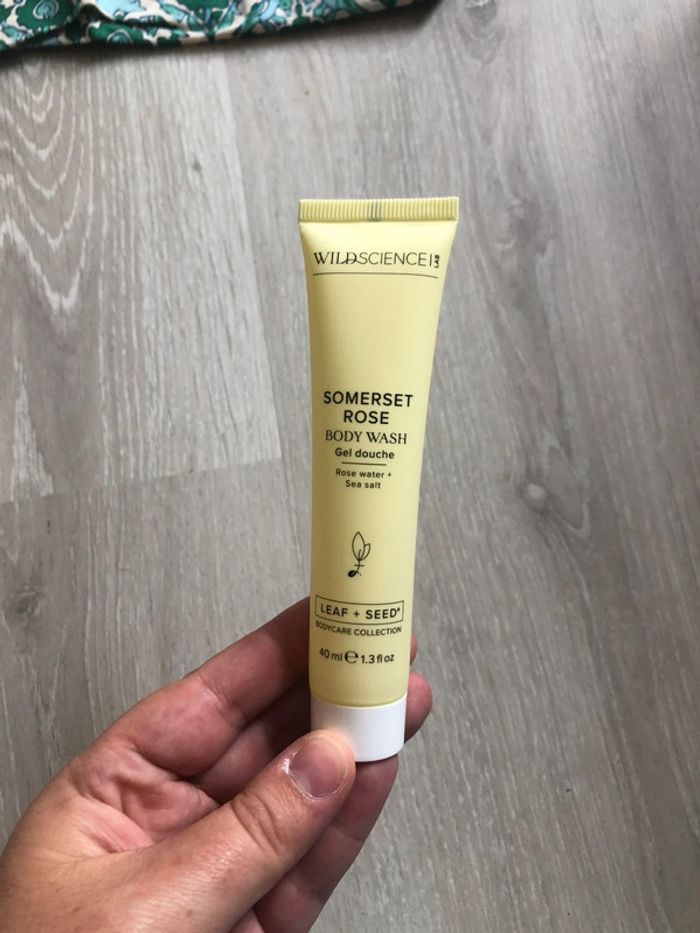 WILDSCIENCE|LAB
SOMERSET
ROSE
BODY WASH
Gel douche
Rose water +
Sea salt
LEAF + SEED*
BODYCARE COLLECTION
40 ml ℮ 1.3 fl oz